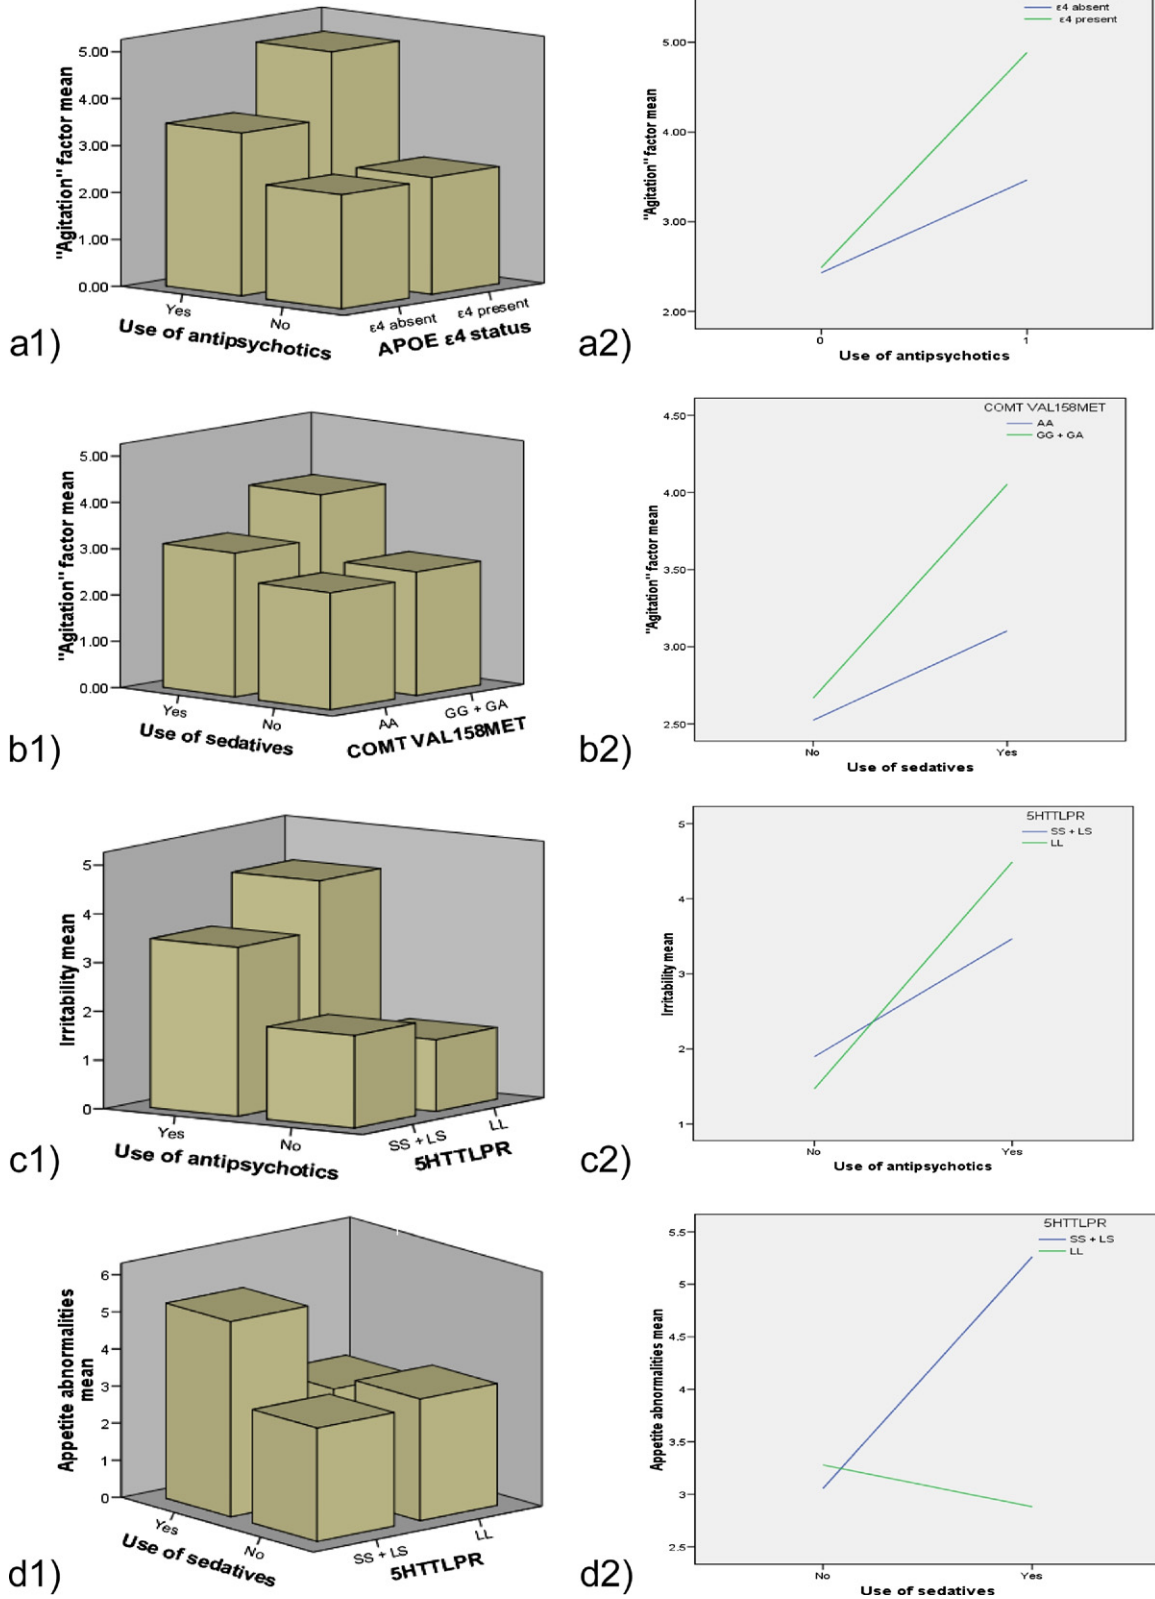 5.00
4.00
3.00
2.00
1.00
0.00
"Agitation" factor mean
Yes
No
Use of antipsychotics
ε4 absent
ε4 present
APOE ε4 status
a1)
ε4 absent
ε4 present
5.00
4.00
3.00
2.00
"Agitation" factor mean
0
1
Use of antipsychotics
a2)
5.00
4.00
3.00
2.00
1.00
0.00
"Agitation" factor mean
Yes
No
Use of sedatives
AA
GG + GA
COMT VAL158MET
b1)
COMT VAL158MET
AA
GG + GA
4.50
4.00
3.50
3.00
2.50
"Agitation" factor mean
No
Yes
Use of sedatives
b2)
5
4
3
2
1
0
Irritability mean
Yes
No
Use of antipsychotics
SS + LS
LL
5HTTLPR
c1)
5HTTLPR
SS + LS
LL
5
4
3
2
1
Irritability mean
No
Yes
Use of antipsychotics
c2)
6
5
4
3
2
1
0
Appetite abnormalities
mean
Yes
No
Use of sedatives
SS + LS
LL
5HTTLPR
d1)
5HTTLPR
SS + LS
LL
5.5
5
4.5
4
3.5
3
2.5
Appetite abnormalities mean
No
Yes
Use of sedatives
d2)